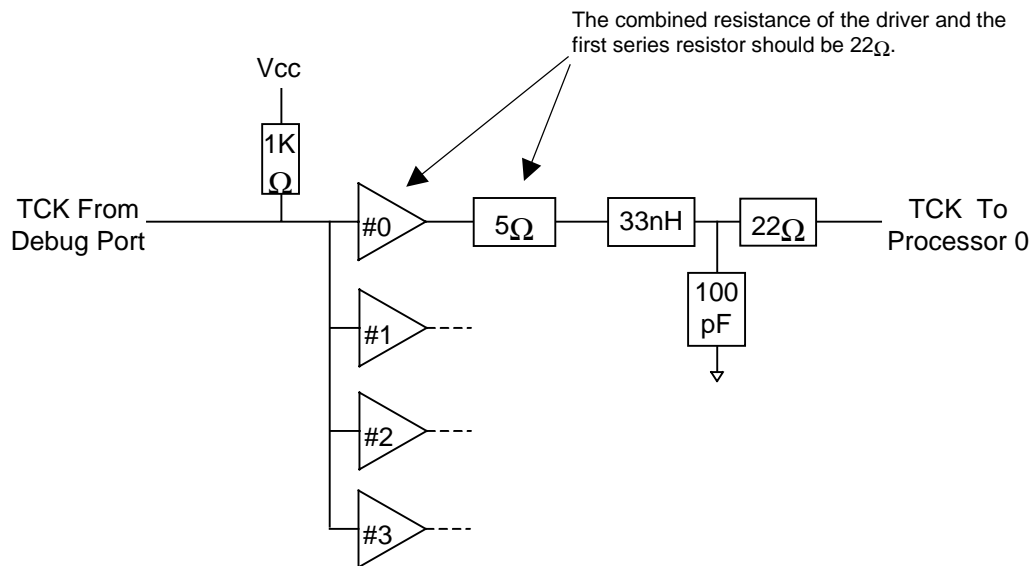 The combined resistance of the driver and the
first series resistor should be 22Ω.
Vcc
1K
Ω
TCK From
Debug Port
#0
5Ω
33nH
22Ω
TCK To
Processor 0
100
pF
#1
#2
#3